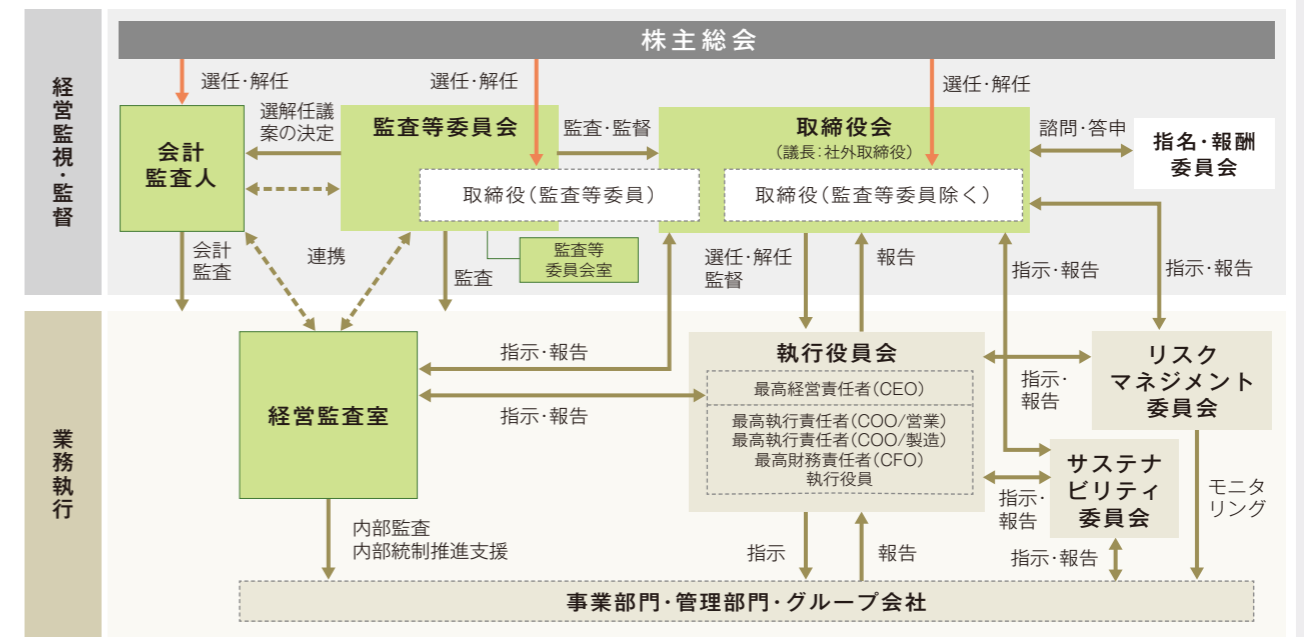 株主総会
経営監視・監督
選任・解任
選任・解任
選任・解任
会計
監査人
選解任議
案の決定
監査等委員会
監査・監督
取締役会
(議長:社外取締役)
諮問・答申
指名・報酬
委員会
取締役(監査等委員)
取締役(監査等委員除く)
会計
監査
連携
監査
監査等
委員会室
選任・解任
監督
報告
指示・報告
指示・報告
業務執行
経営監査室
指示・報告
指示・報告
執行役員会
最高経営責任者(CEO)
最高執行責任者(COO/営業)
最高執行責任者(COO/製造)
最高財務責任者(CFO)
執行役員
指示・
報告
リスク
マネジメント
委員会
サステナ
ビリティ
委員会
指示・
報告
モニタ
リング
内部監査
内部統制推進支援
指示
報告
指示・報告
事業部門・管理部門・グループ会社